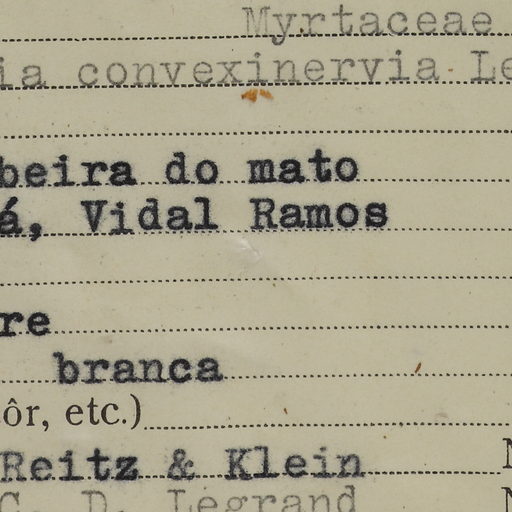 Myrtaceae
ia convexinervia Le
beira do mato
á, Vidal Ramos
re
branca
ôr, etc.)
Reitz & Klein N
C. D. Legrand N